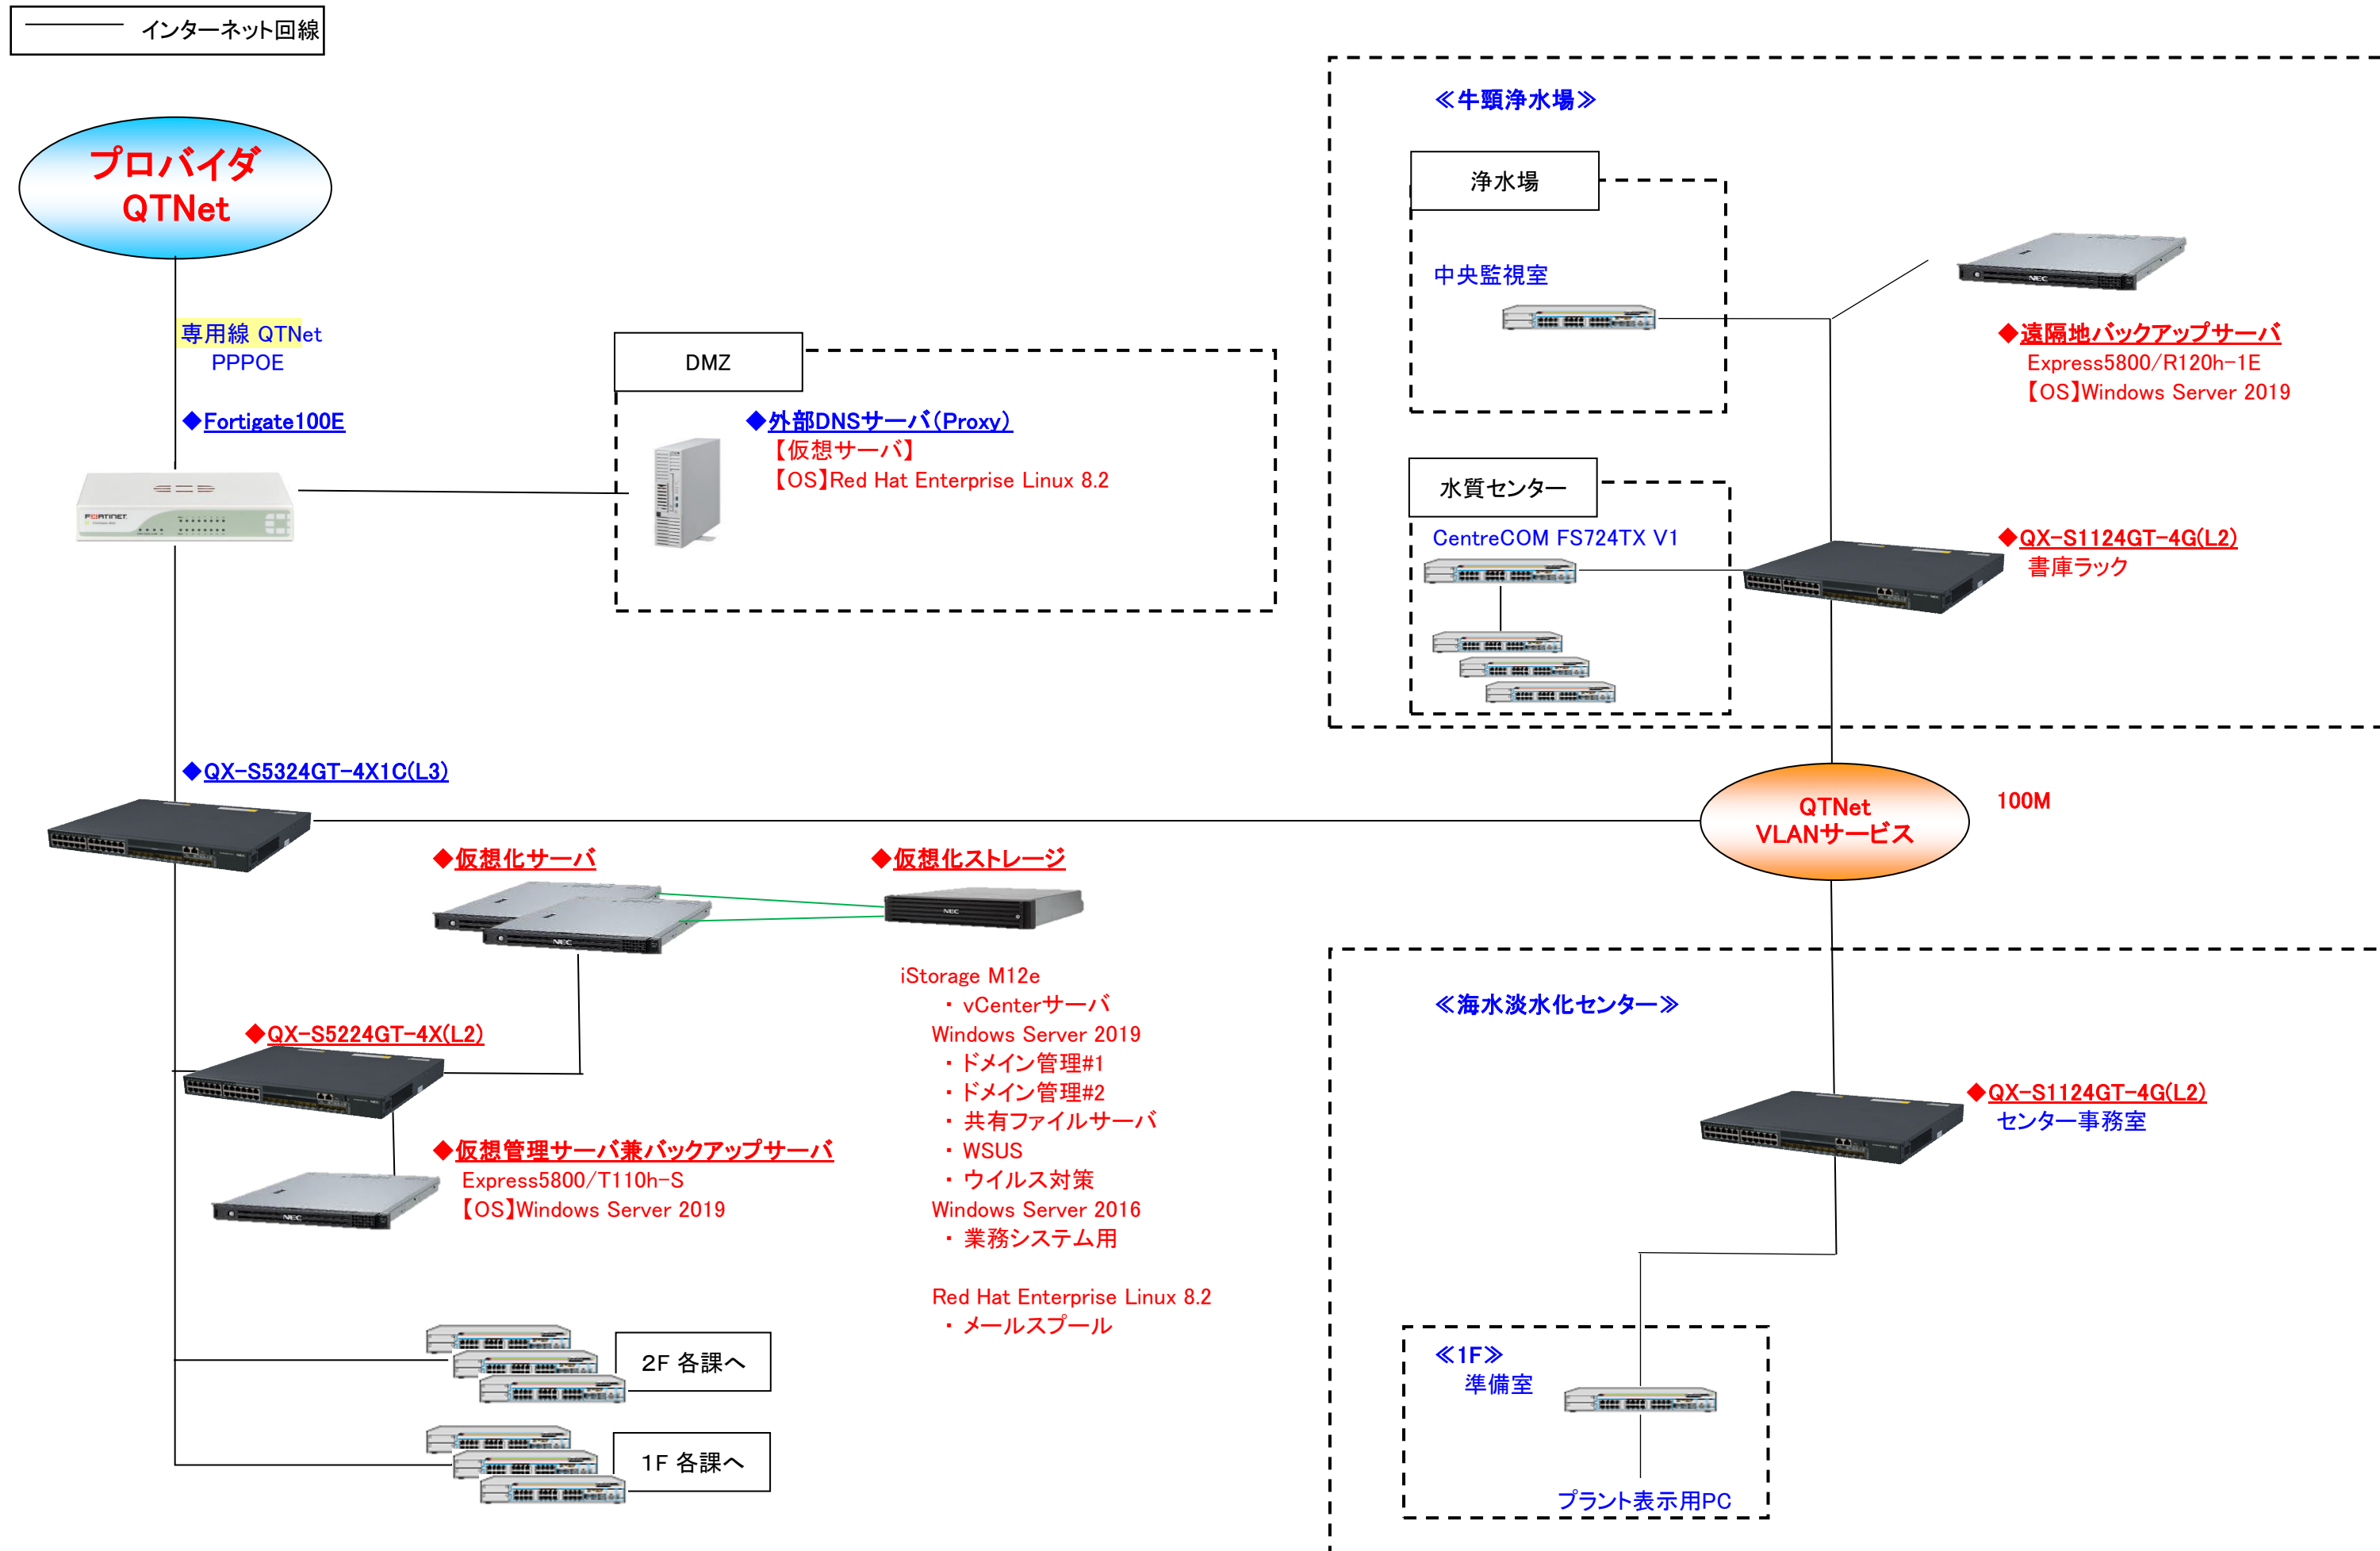 インターネット回線
プロバイダ
QTNet
専用線 QTNet
PPPOE
◆Fortigate100E
FORTINET
DMZ
◆外部DNSサーバ(Proxy)
【仮想サーバ】
【OS】Red Hat Enterprise Linux 8.2
◆QX-S5324GT-4X1C(L3)
◆仮想化サーバ
NEC
◆仮想化ストレージ
NEC
iStorage M12e
・ vCenterサーバ
Windows Server 2019
・ ドメイン管理#1
・ ドメイン管理#2
・ 共有ファイルサーバ
・ WSUS
・ ウイルス対策
Windows Server 2016
・ 業務システム用
Red Hat Enterprise Linux 8.2
・ メールスプール
◆QX-S5224GT-4X(L2)
◆仮想管理サーバ兼バックアップサーバ
Express5800/T110h-S
【OS】Windows Server 2019
NEC
2F 各課へ
1F 各課へ
≪牛頸浄水場≫
浄水場
中央監視室
NEC
◆遠隔地バックアップサーバ
Express5800/R120h-1E
【OS】Windows Server 2019
水質センター
CentreCOM FS724TX V1
◆QX-S1124GT-4G(L2)
書庫ラック
QTNet
VLANサービス
100M
≪海水淡水化センター≫
◆QX-S1124GT-4G(L2)
センター事務室
≪1F≫
準備室
プラント表示用PC